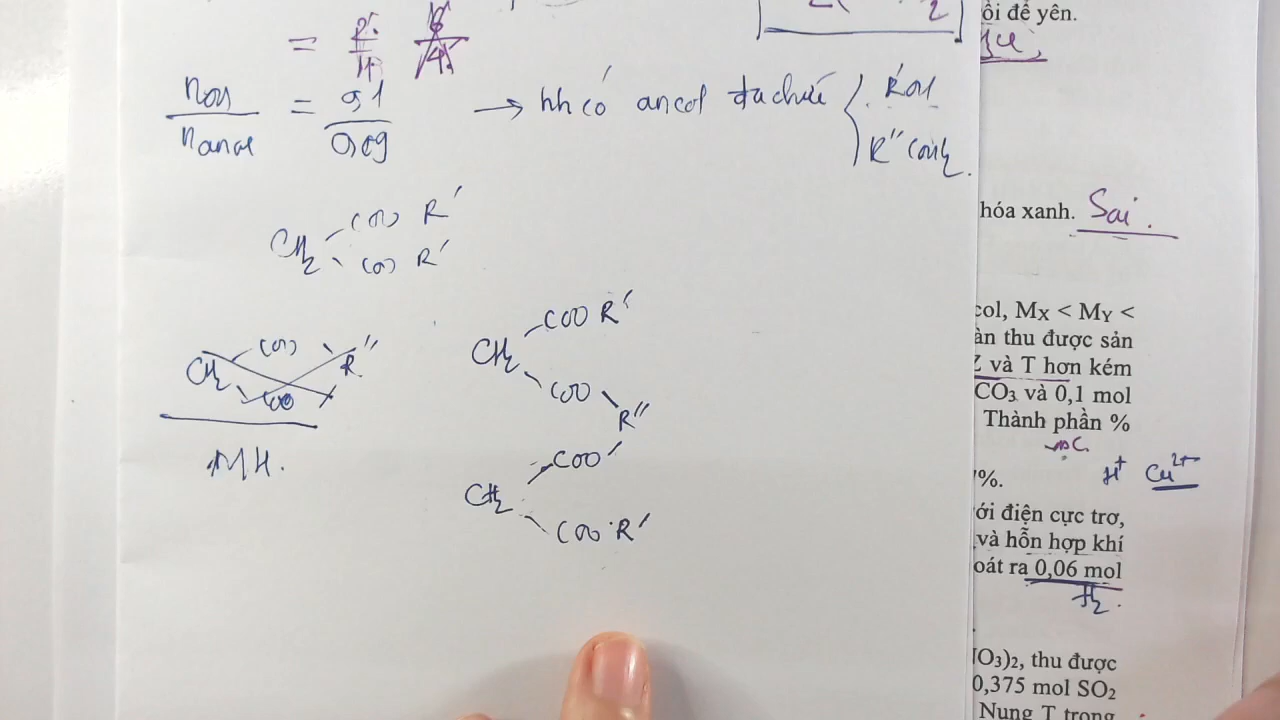 ồi để yên.
=
nOH / nancol = 0,1 / 0,09 → hh có ancol đa chức { R'OH
R''(OH)2.
CH2 COO R'
COO R'
hóa xanh. Sai.
CH2 COO R''
COO
MH.
CH2 COO R'
COO
R''
CH2 COO
COO R'
col, MX < MY <
àn thu được sản
Z và T hơn kém
CO3 và 0,1 mol
Thành phần %
%.
H+ Cu2+
ới điện cực trơ,
và hỗn hợp khí
oát ra 0,06 mol
H2.
NO3)2, thu được
0,375 mol SO2
Nung T trong